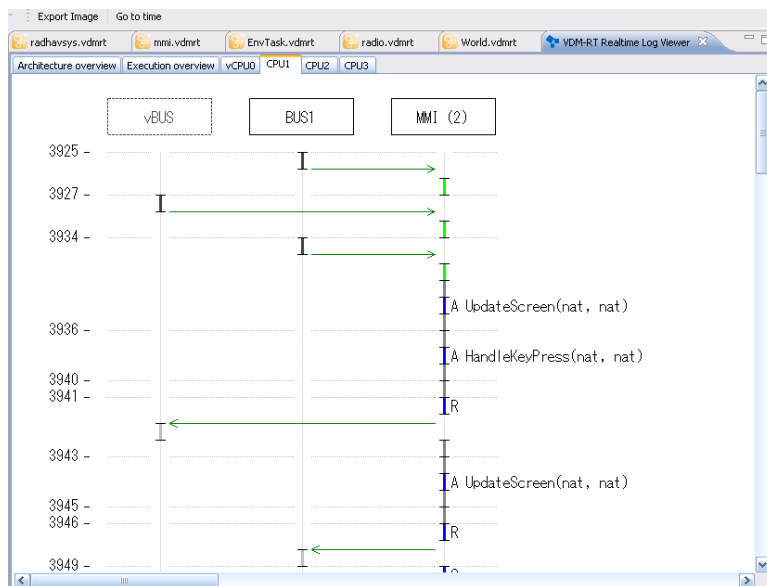 Export Image Go to time
radhavsys.vdmrt mmi.vdmrt EnvTask.vdmrt radio.vdmrt World.vdmrt VDM-RT Realtime Log Viewer
Architecture overview Execution overview vCPU0 CPU1 CPU2 CPU3
vBUS BUS1 MMI (2)
3925
3927
3934
A UpdateScreen(nat, nat)
3936
A HandleKeyPress(nat, nat)
3940
3941
R
3943
A UpdateScreen(nat, nat)
3945
3946
R
3949